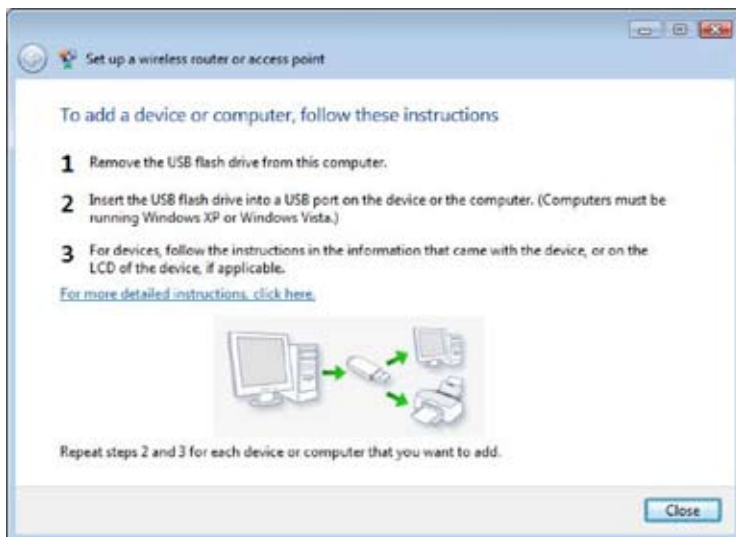 Set up a wireless router or access point
To add a device or computer, follow these instructions
1 Remove the USB flash drive from this computer.
2 Insert the USB flash drive into a USB port on the device or the computer. (Computers must be
running Windows XP or Windows Vista.)
3 For devices, follow the instructions in the information that came with the device, or on the
LCD of the device, if applicable.
For more detailed instructions, click here.
Repeat steps 2 and 3 for each device or computer that you want to add.
Close